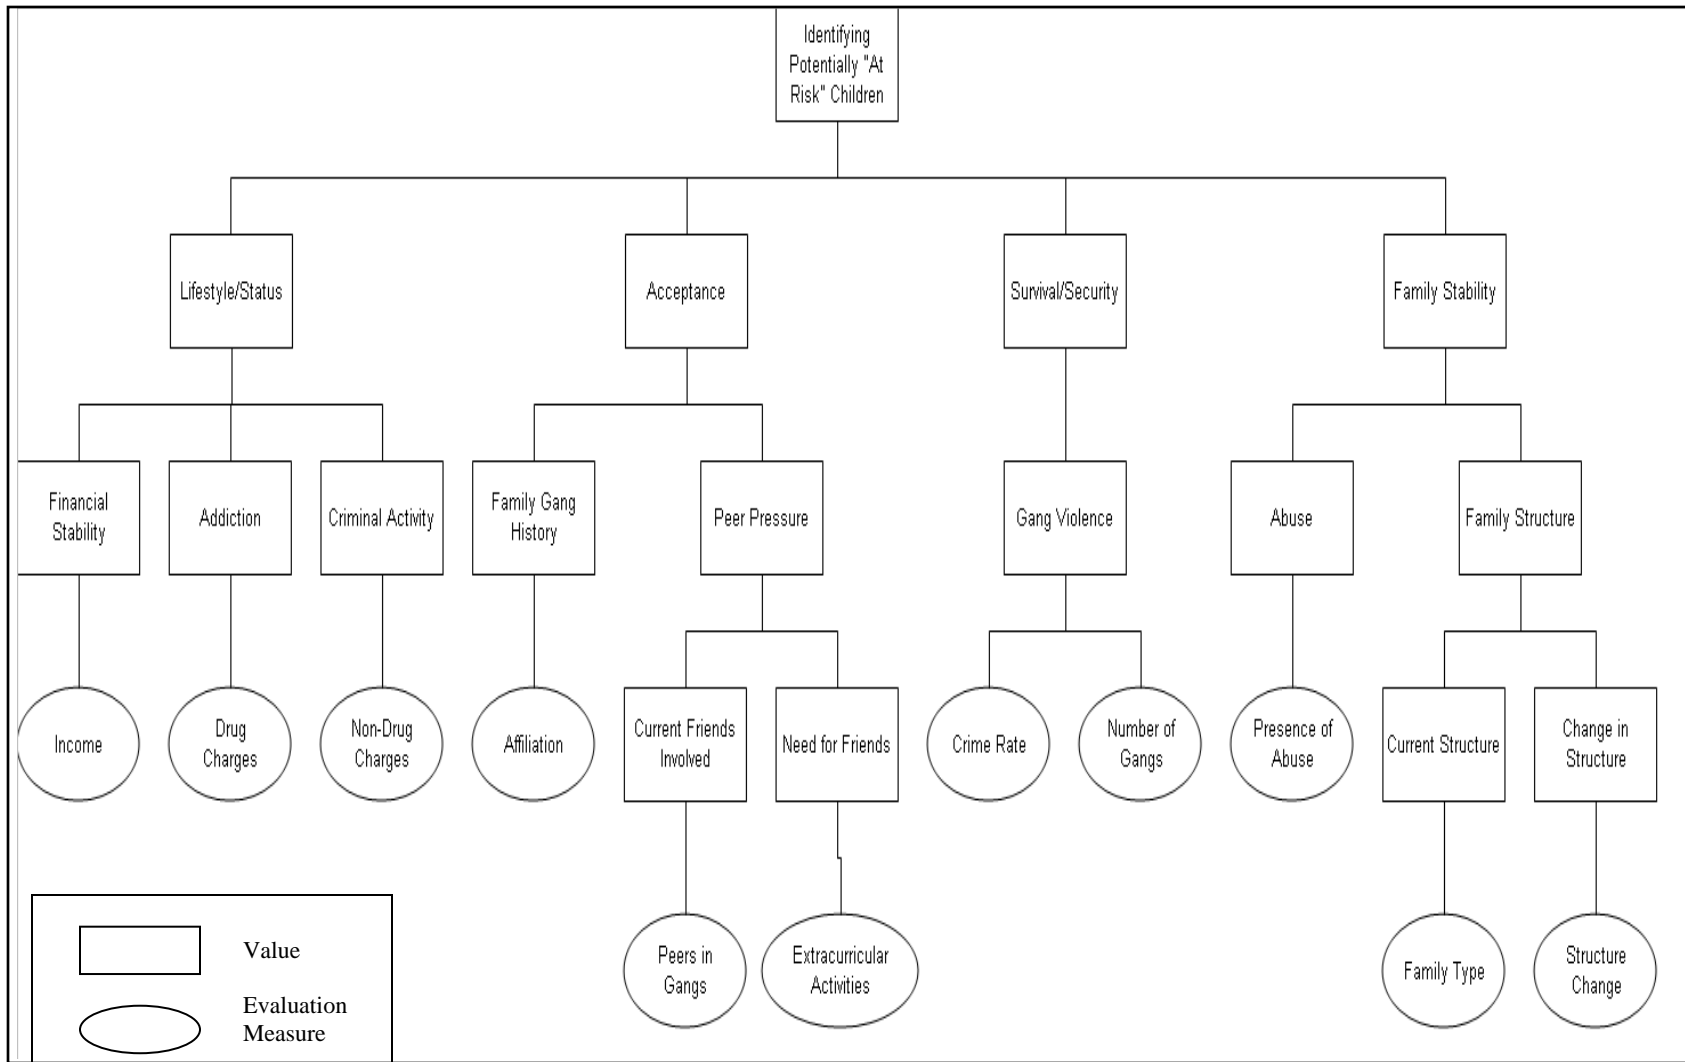 Identifying
Potentially "At
Risk" Children
Lifestyle/Status
Acceptance
Survival/Security
Family Stability
Financial
Stability
Addiction
Criminal Activity
Family Gang
History
Peer Pressure
Gang Violence
Abuse
Family Structure
Income
Drug
Charges
Non-Drug
Charges
Affiliation
Current Friends
Involved
Need for Friends
Crime Rate
Number of
Gangs
Presence of
Abuse
Current Structure
Change in
Structure
Peers in
Gangs
Extracurricular
Activities
Family Type
Structure
Change
Value
Evaluation
Measure